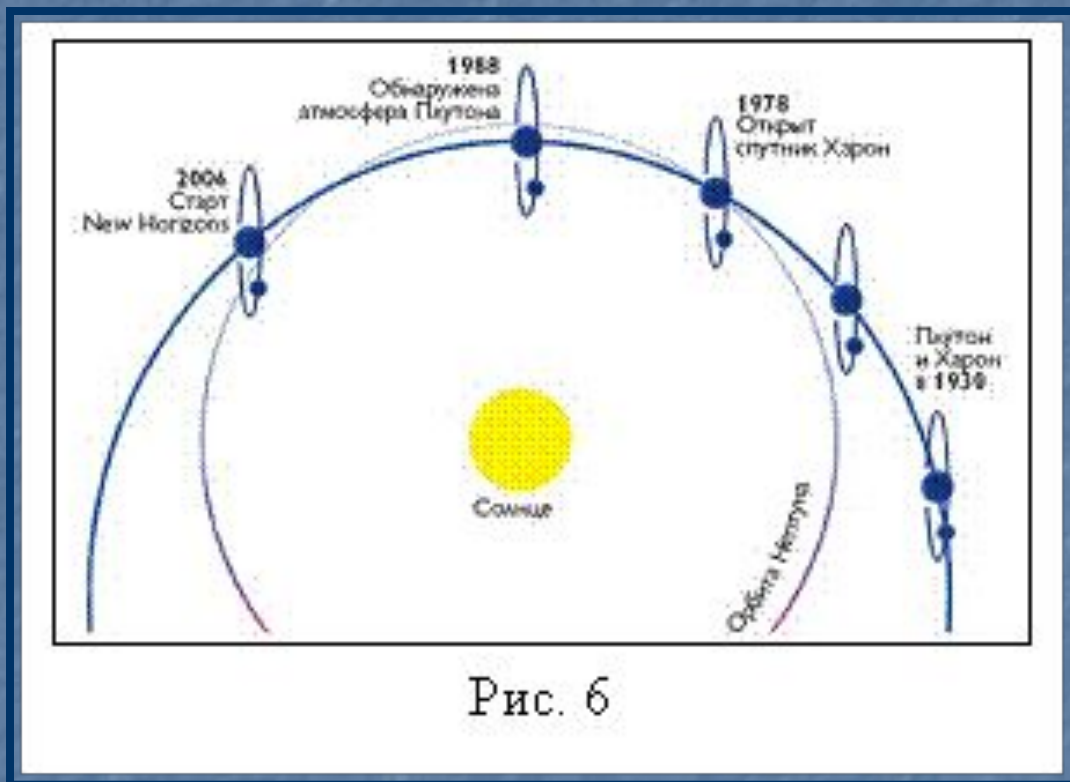 1988
Обнаружена
атмосфера Плутона
1978
Открыт
спутник Харон
2006
Старт
New Horizons
Плутон
и Харон
в 1930
Солнце
Орбита Нептуна
Рис. 6